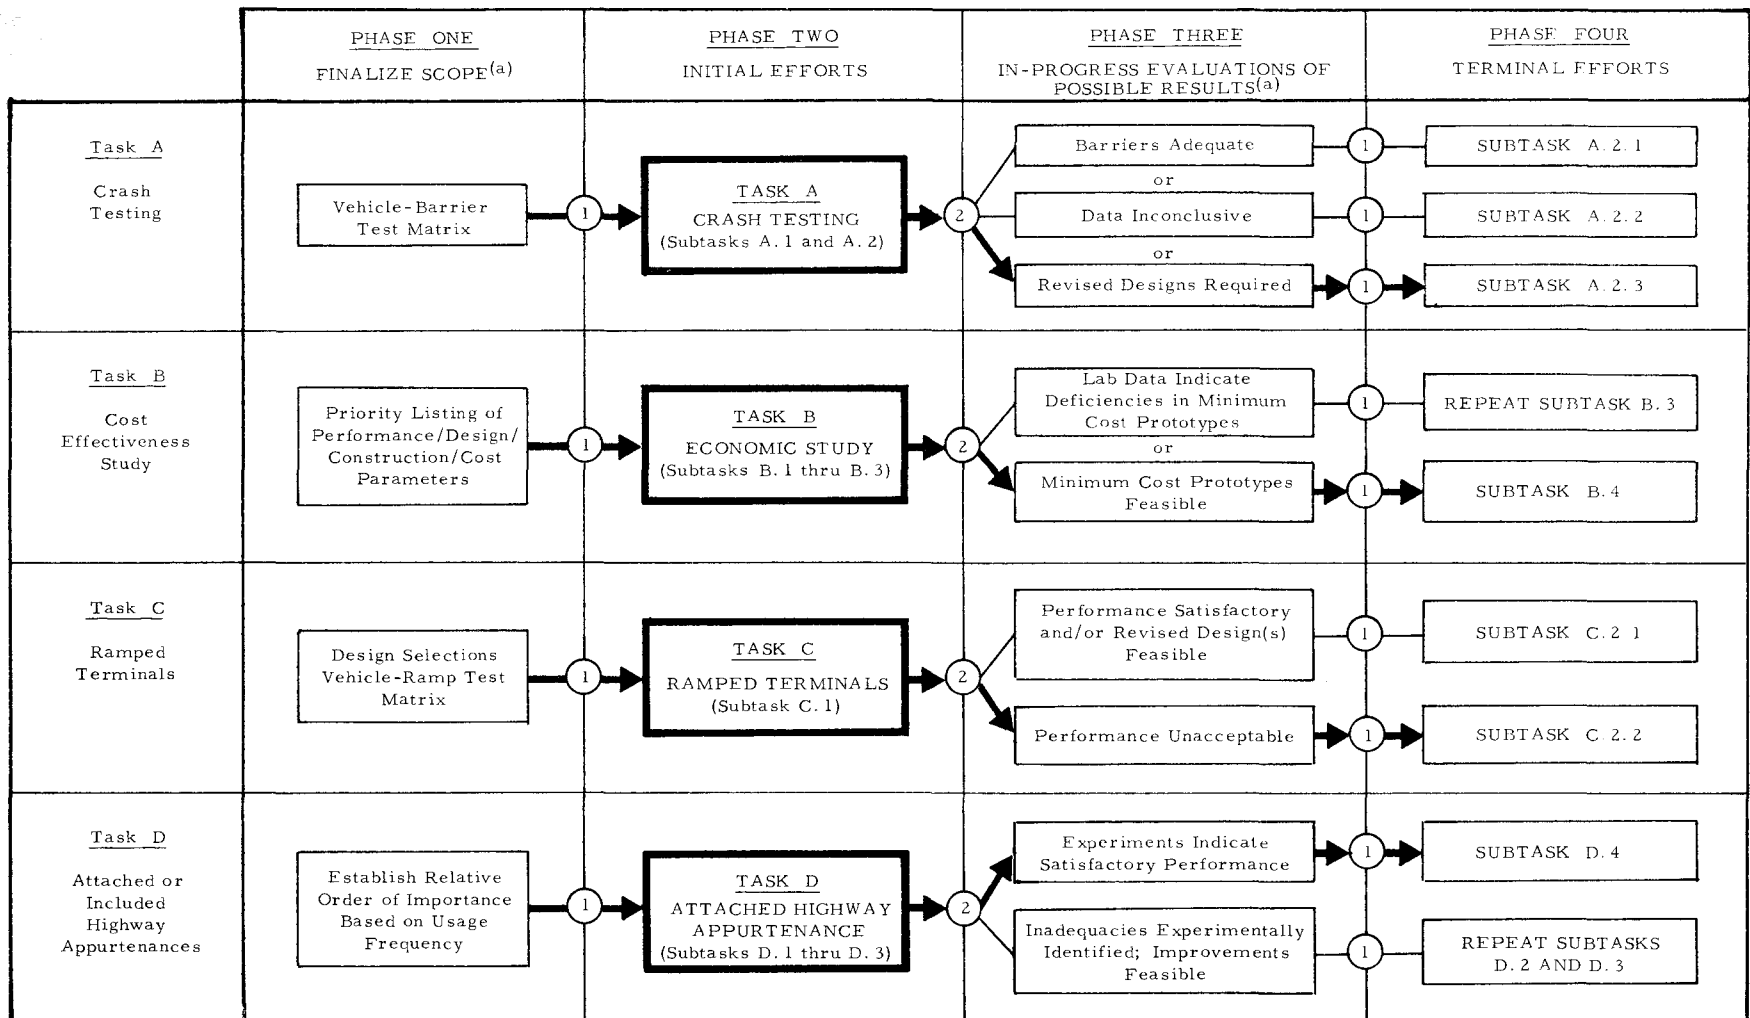 PHASE ONE
FINALIZE SCOPE(a)
PHASE TWO
INITIAL EFFORTS
PHASE THREE
IN-PROGRESS EVALUATIONS OF
POSSIBLE RESULTS(a)
PHASE FOUR
TERMINAL EFFORTS
Task A
Crash
Testing
Vehicle-Barrier
Test Matrix
1
TASK A
CRASH TESTING
(Subtasks A.1 and A.2)
2
Barriers Adequate
1
SUBTASK A.2.1
or
Data Inconclusive
1
SUBTASK A.2.2
or
Revised Designs Required
1
SUBTASK A.2.3
Task B
Cost
Effectiveness
Study
Priority Listing of
Performance/Design/
Construction/Cost
Parameters
1
TASK B
ECONOMIC STUDY
(Subtasks B.1 thru B.3)
2
Lab Data Indicate
Deficiencies in Minimum
Cost Prototypes
1
REPEAT SUBTASK B.3
or
Minimum Cost Prototypes
Feasible
1
SUBTASK B.4
Task C
Ramped
Terminals
Design Selections
Vehicle-Ramp Test
Matrix
1
TASK C
RAMPED TERMINALS
(Subtask C.1)
2
Performance Satisfactory
and/or Revised Design(s)
Feasible
1
SUBTASK C.2 1
Performance Unacceptable
1
SUBTASK C.2.2
Task D
Attached or
Included
Highway
Appurtenances
Establish Relative
Order of Importance
Based on Usage
Frequency
1
TASK D
ATTACHED HIGHWAY
APPURTENANCE
(Subtasks D.1 thru D.3)
2
Experiments Indicate
Satisfactory Performance
1
SUBTASK D.4
Inadequacies Experimentally
Identified; Improvements
Feasible
1
REPEAT SUBTASKS
D.2 AND D.3